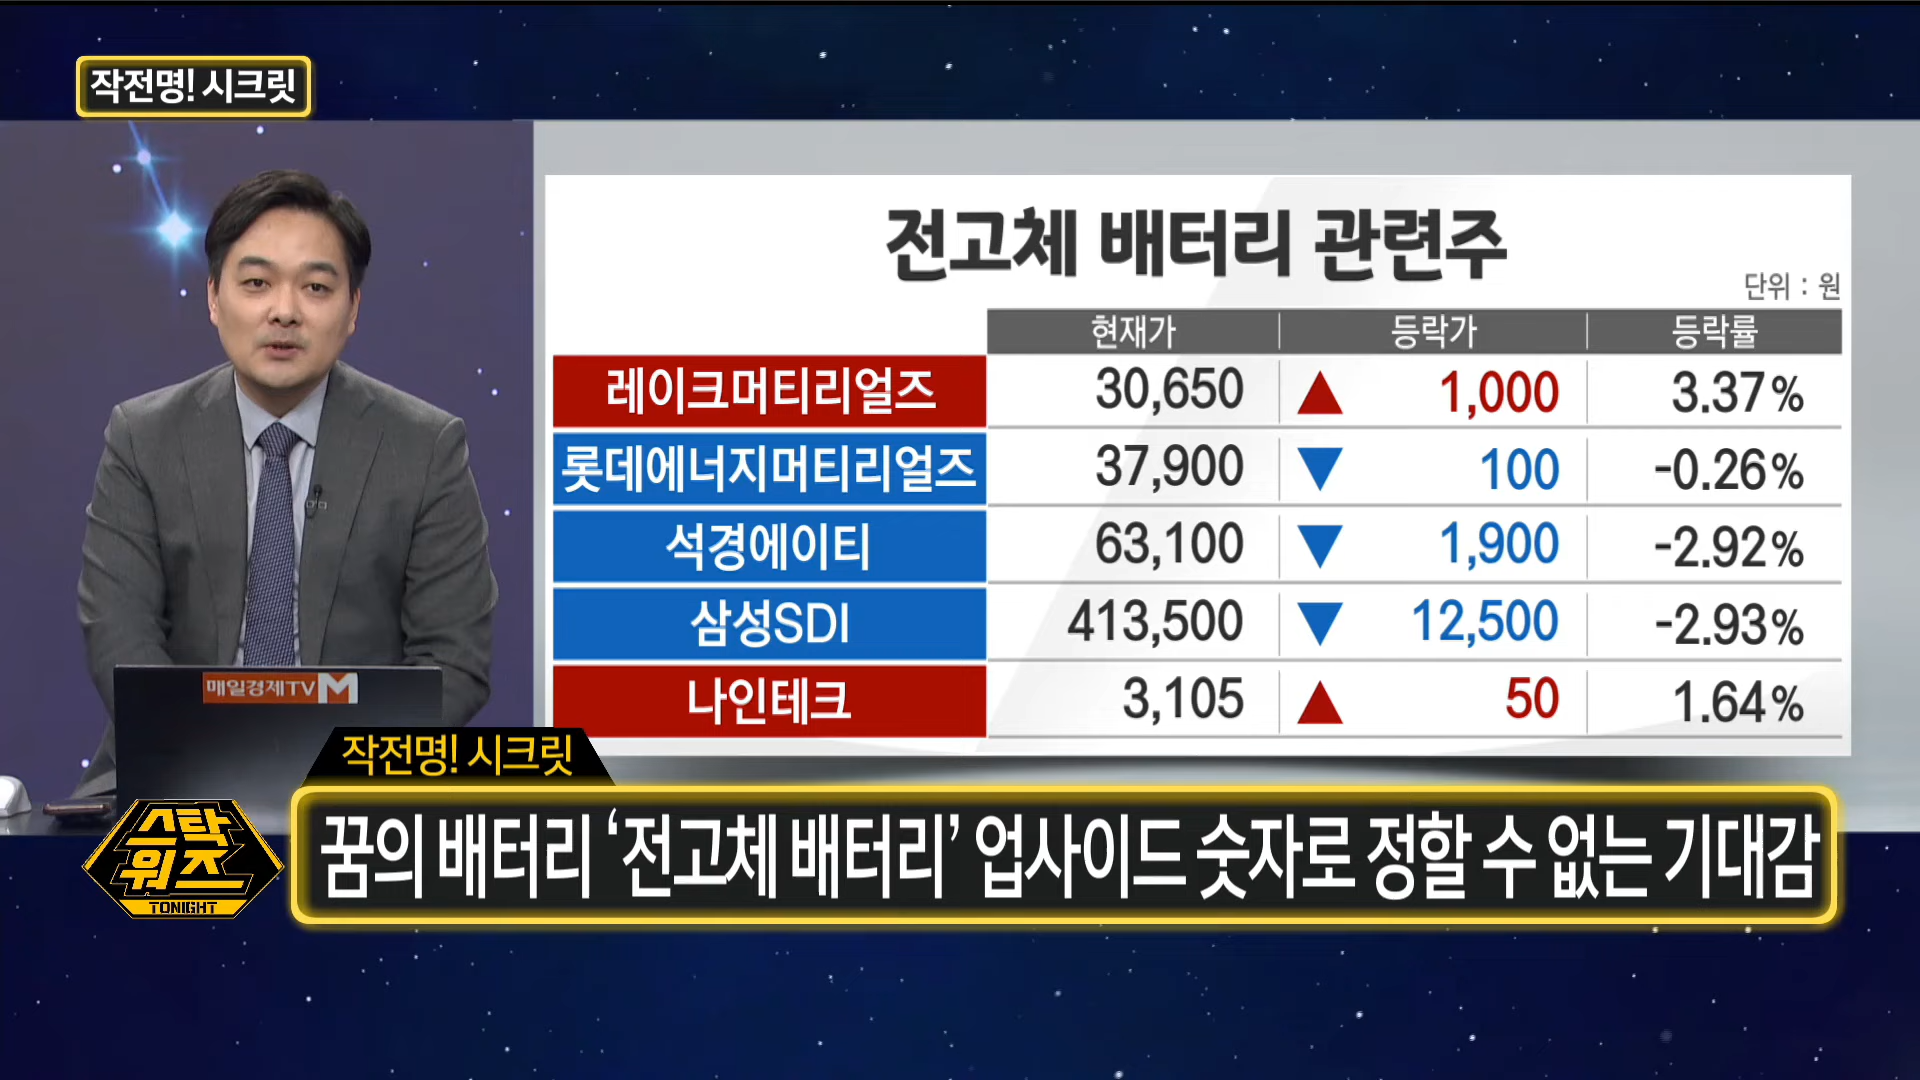 작전명! 시크릿
전고체 배터리 관련주
단위 : 원
현재가 등락가 등락률
레이크머티리얼즈 30,650 ▲ 1,000 3.37%
롯데에너지머티리얼즈 37,900 ▼ 100 -0.26%
석경에이티 63,100 ▼ 1,900 -2.92%
삼성SDI 413,500 ▼ 12,500 -2.93%
나인테크 3,105 ▲ 50 1.64%
매일경제TV M
작전명! 시크릿
스탁
워즈
TONIGHT
꿈의 배터리 ‘전고체 배터리’ 업사이드 숫자로 정할 수 없는 기대감